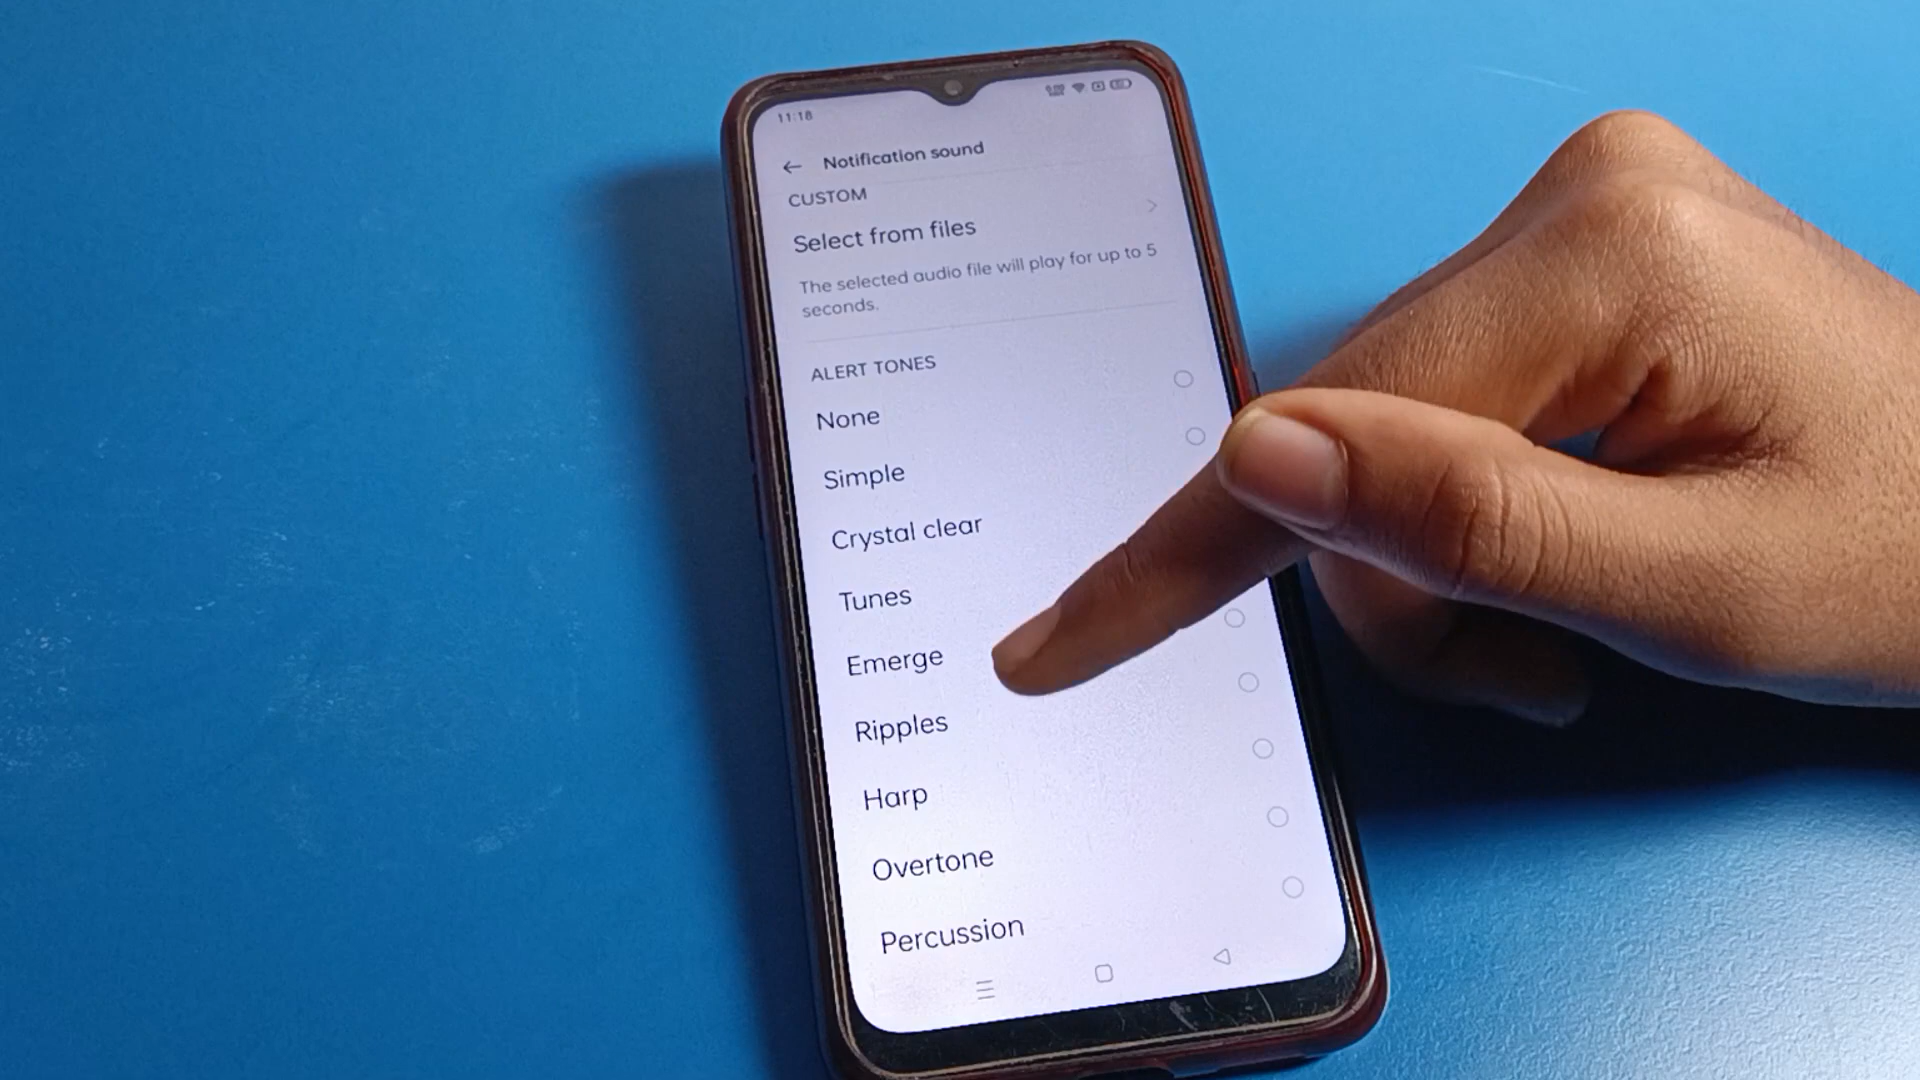 11:18
Notification sound
CUSTOM
Select from files
The selected audio file will play for up to 5
seconds.
ALERT TONES
None
Simple
Crystal clear
Tunes
Emerge
Ripples
Harp
Overtone
Percussion